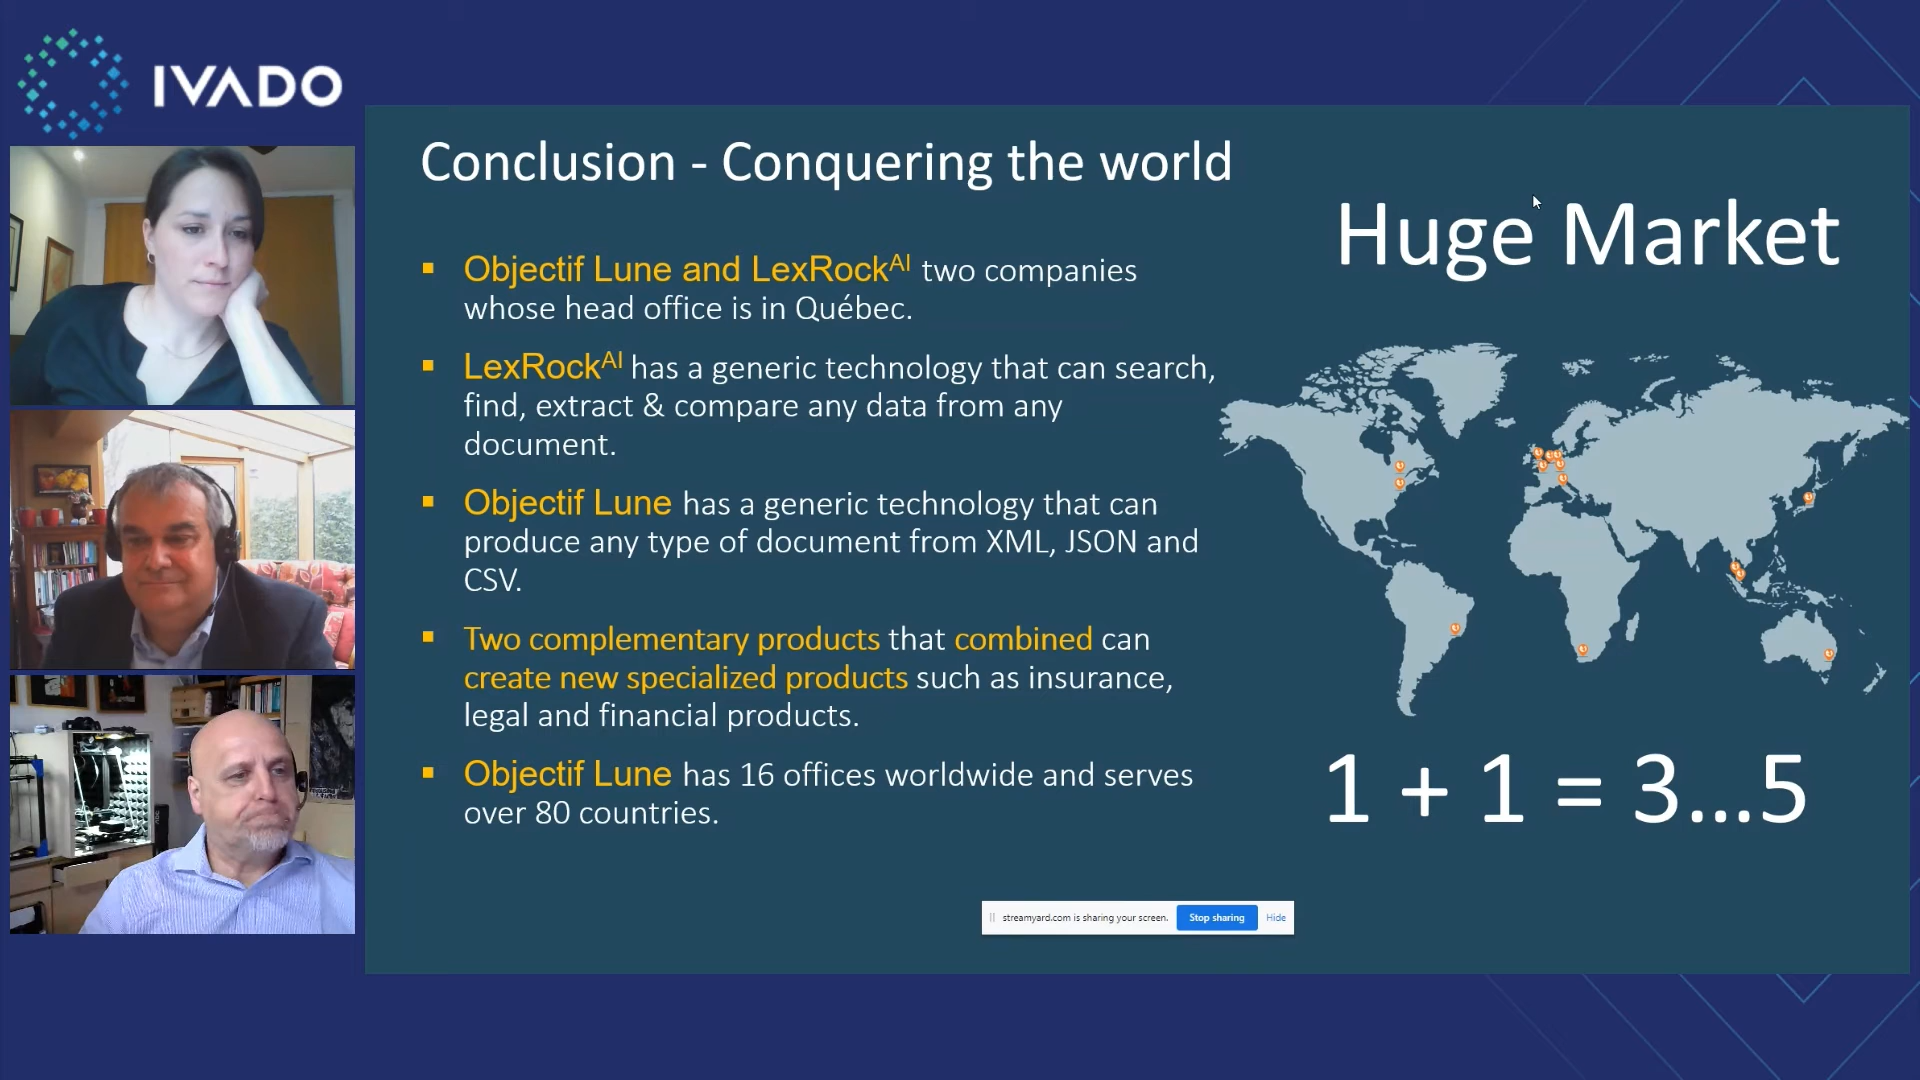 IVADO
Conclusion - Conquering the world
Huge Market
▪ Objectif Lune and LexRockAI two companies
whose head office is in Québec.
▪ LexRockAI has a generic technology that can search,
find, extract & compare any data from any
document.
▪ Objectif Lune has a generic technology that can
produce any type of document from XML, JSON and
CSV.
▪ Two complementary products that combined can
create new specialized products such as insurance,
legal and financial products.
▪ Objectif Lune has 16 offices worldwide and serves
over 80 countries.
1 + 1 = 3...5
streamyard.com is sharing your screen. Stop sharing Hide